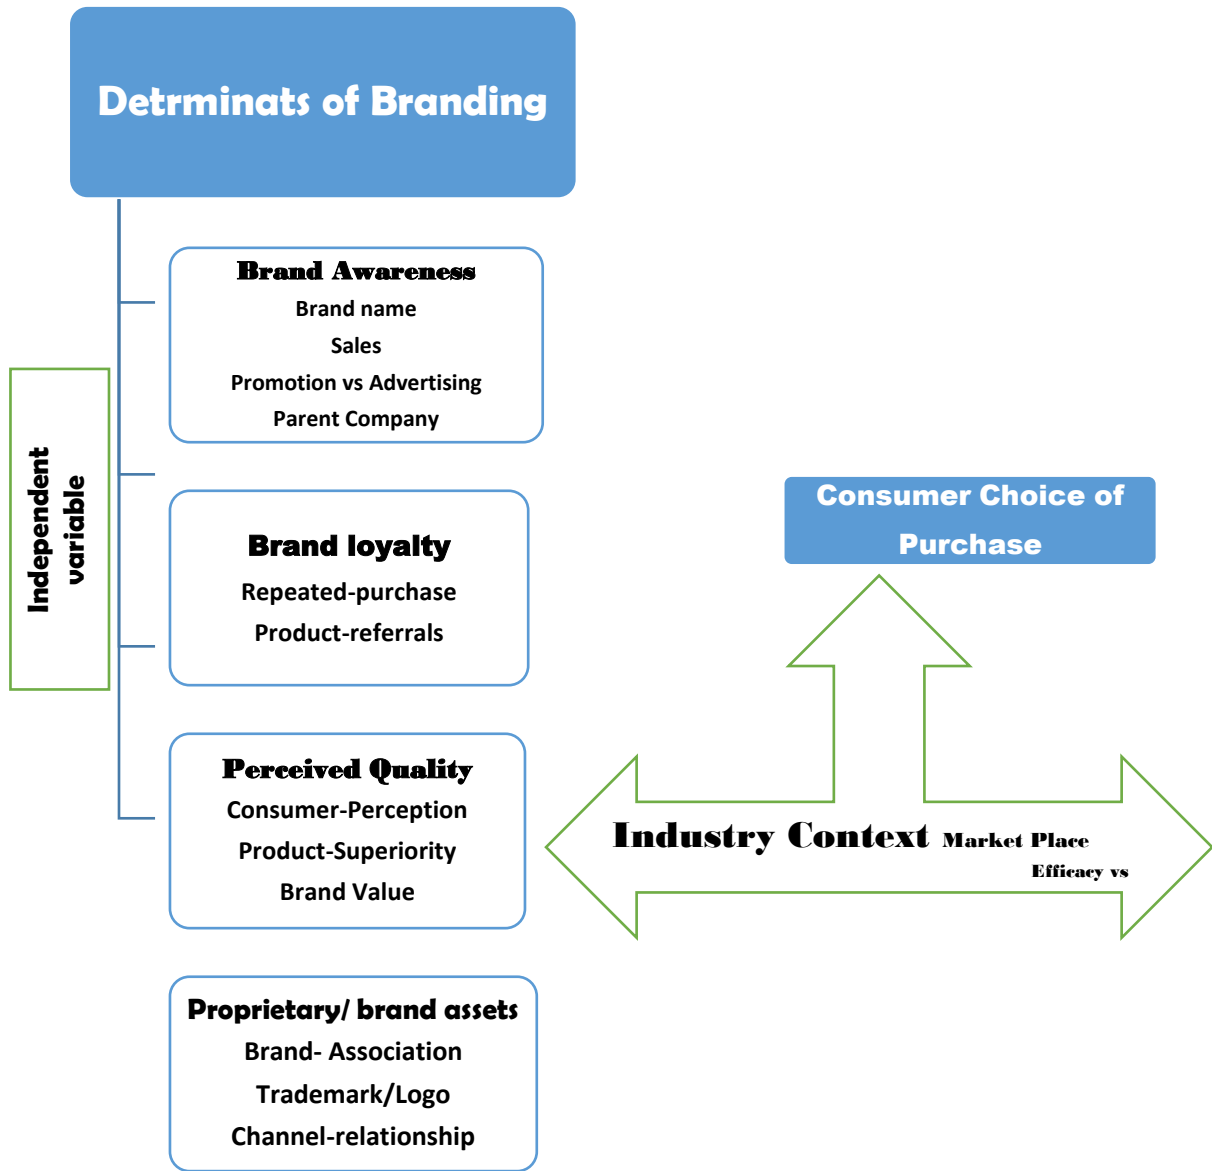 Detrminats of Branding
Brand Awareness
Brand name
Sales
Promotion vs Advertising
Parent Company
Independent
variable
Brand loyalty
Repeated-purchase
Product-referrals
Consumer Choice of
Purchase
Perceived Quality
Consumer-Perception
Product-Superiority
Brand Value
Industry Context Market Place
Efficacy vs
Proprietary/ brand assets
Brand- Association
Trademark/Logo
Channel-relationship